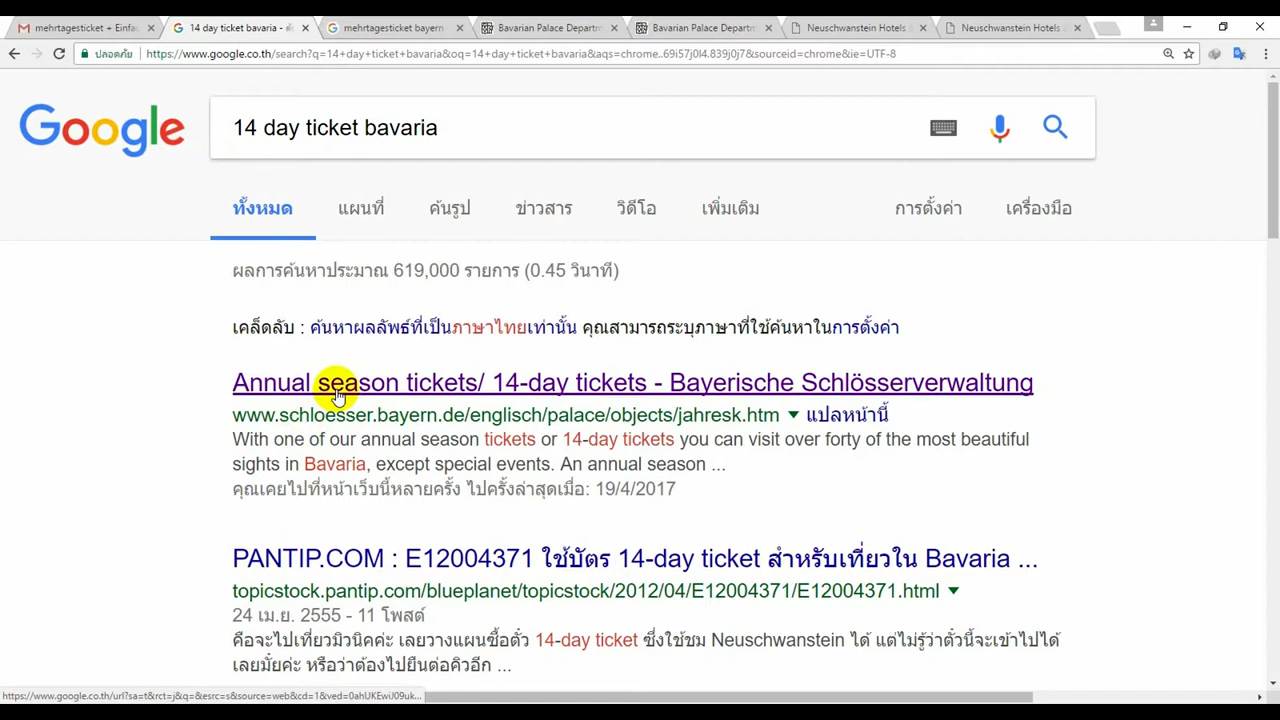 mehrtagesticket + Einfac
14 day ticket bavaria - ค้
mehrtagesticket bayern
Bavarian Palace Departm
Bavarian Palace Departm
Neuschwanstein Hotels
Neuschwanstein Hotels
ปลอดภัย
https://www.google.co.th/search?q=14+day+ticket+bavaria&oq=14+day+ticket+bavaria&aqs=chrome..69i57j0l4.839j0j7&sourceid=chrome&ie=UTF-8
Google
14 day ticket bavaria
ทั้งหมด แผนที่ ค้นรูป ข่าวสาร วิดีโอ เพิ่มเติม การตั้งค่า เครื่องมือ
ผลการค้นหาประมาณ 619,000 รายการ (0.45 วินาที)
เคล็ดลับ : ค้นหาผลลัพธ์ที่เป็นภาษาไทยเท่านั้น คุณสามารถระบุภาษาที่ใช้ค้นหาในการตั้งค่า
Annual season tickets/ 14-day tickets - Bayerische Schlösserverwaltung
www.schloesser.bayern.de/englisch/palace/objects/jahresk.htm ▼ แปลหน้านี้
With one of our annual season tickets or 14-day tickets you can visit over forty of the most beautiful
sights in Bavaria, except special events. An annual season ...
คุณเคยไปที่หน้าเว็บนี้หลายครั้ง ไปครั้งล่าสุดเมื่อ: 19/4/2017
PANTIP.COM : E12004371 ใช้บัตร 14-day ticket สำหรับเที่ยวใน Bavaria ...
topicstock.pantip.com/blueplanet/topicstock/2012/04/E12004371/E12004371.html ▼
24 เม.ย. 2555 - 11 โพสต์
คือจะไปเที่ยวมิวนิคค่ะ เลยวางแผนซื้อตั๋ว 14-day ticket ซึ่งใช้ชม Neuschwanstein ได้ แต่ไม่รู้ว่าตั๋วนี้จะเข้าไปได้
เลยมั้ยค่ะ หรือว่าต้องไปยืนต่อคิวอีก ...
https://www.google.co.th/url?sa=t&rct=j&q=&esrc=s&source=web&cd=1&ved=0ahUKEwiJ09uk...